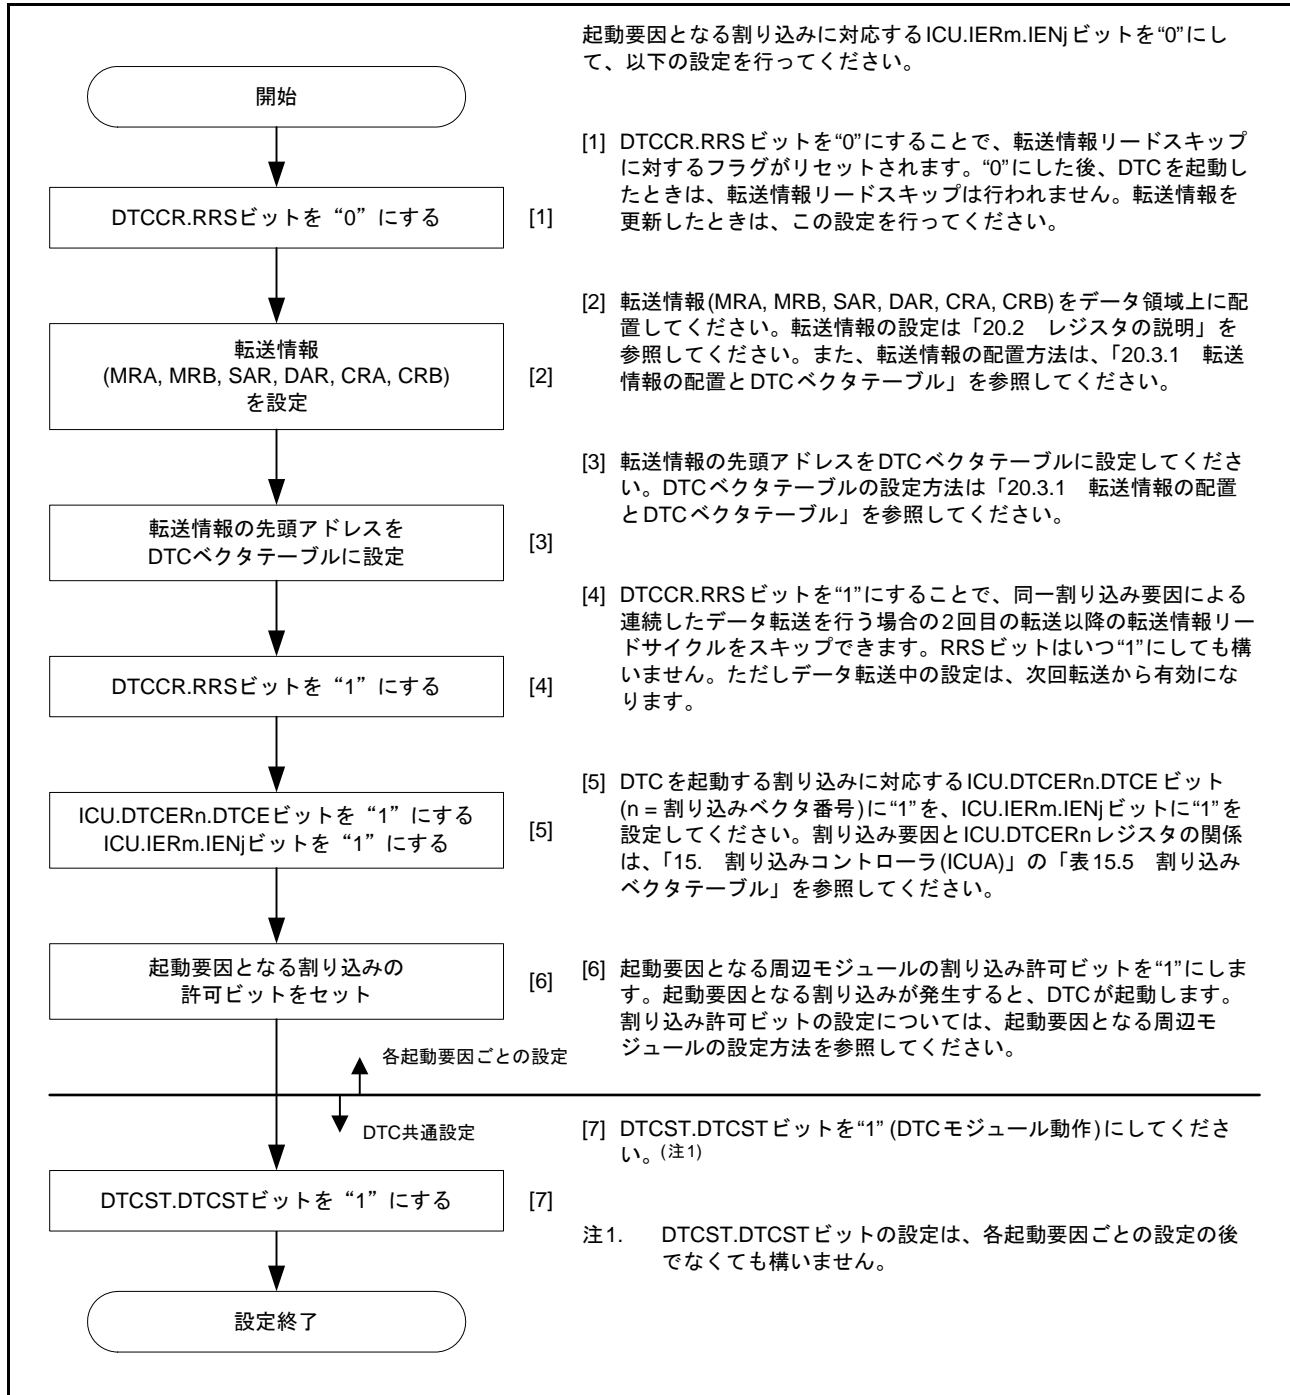 起動要因となる割り込みに対応するICU.IERm.IENjビットを“0”にし
て、以下の設定を行ってください。
開始
[1] DTCCR.RRSビットを“0”にすることで、転送情報リードスキップ
に対するフラグがリセットされます。“0”にした後、DTCを起動し
たときは、転送情報リードスキップは行われません。転送情報を
更新したときは、この設定を行ってください。
DTCCR.RRSビットを“0”にする
[1]
[2] 転送情報(MRA, MRB, SAR, DAR, CRA, CRB)をデータ領域上に配
置してください。転送情報の設定は「20.2 レジスタの説明」を
参照してください。また、転送情報の配置方法は、「20.3.1 転送
情報の配置とDTCベクタテーブル」を参照してください。
転送情報
(MRA, MRB, SAR, DAR, CRA, CRB)
を設定
[2]
[3] 転送情報の先頭アドレスをDTCベクタテーブルに設定してくださ
い。DTCベクタテーブルの設定方法は「20.3.1 転送情報の配置
とDTCベクタテーブル」を参照してください。
転送情報の先頭アドレスを
DTCベクタテーブルに設定
[3]
[4] DTCCR.RRSビットを“1”にすることで、同一割り込み要因による
連続したデータ転送を行う場合の2回目の転送以降の転送情報リー
ドサイクルをスキップできます。RRSビットはいつ“1”にしても構
いません。ただしデータ転送中の設定は、次回転送から有効にな
ります。
DTCCR.RRSビットを“1”にする
[4]
[5] DTCを起動する割り込みに対応するICU.DTCERn.DTCEビット
(n = 割り込みベクタ番号)に“1”を、ICU.IERm.IENjビットに“1”を
設定してください。割り込み要因とICU.DTCERnレジスタの関係
は、「15. 割り込みコントローラ(ICUA)」の「表15.5 割り込み
ベクタテーブル」を参照してください。
ICU.DTCERn.DTCEビットを“1”にする
ICU.IERm.IENjビットを“1”にする
[5]
起動要因となる割り込みの
許可ビットをセット
[6]
[6] 起動要因となる周辺モジュールの割り込み許可ビットを“1”にしま
す。起動要因となる割り込みが発生すると、DTCが起動します。
割り込み許可ビットの設定については、起動要因となる周辺モ
ジュールの設定方法を参照してください。
各起動要因ごとの設定
DTC共通設定
[7] DTCST.DTCSTビットを“1” (DTCモジュール動作)にしてくださ
い。(注1)
DTCST.DTCSTビットを“1”にする
[7]
注1. DTCST.DTCSTビットの設定は、各起動要因ごとの設定の後
でなくても構いません。
設定終了